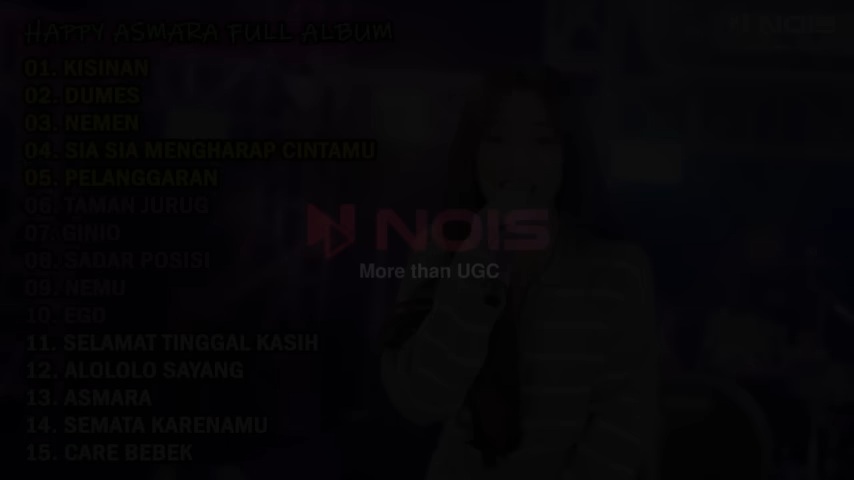 HAPPY ASMARA FULL ALBUM
NOIS
01. KISINAN
02. DUMES
03. NEMEN
04. SIA SIA MENGHARAP CINTAMU
05. PELANGGARAN
06. TAMAN JURUG
07. GINIO
08. SADAR POSISI
09. NEMU
10. EGO
11. SELAMAT TINGGAL KASIH
12. ALOLOLO SAYANG
13. ASMARA
14. SEMATA KARENAMU
15. CARE BEBEK
NOIS
More than UGC